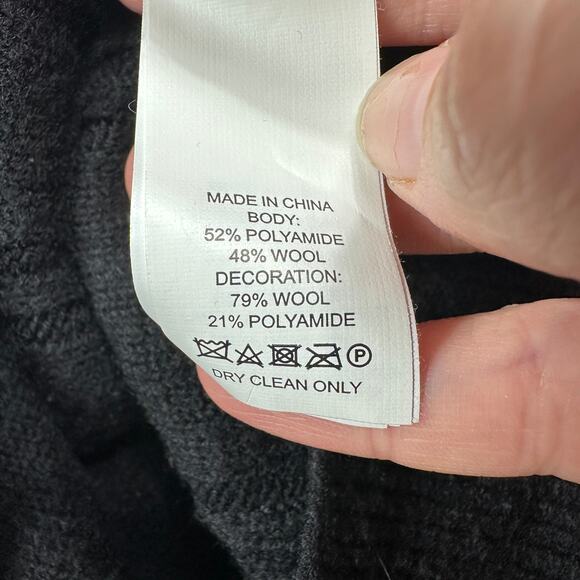 MADE IN CHINA
BODY:
52% POLYAMIDE
48% WOOL
DECORATION:
79% WOOL
21% POLYAMIDE
P
DRY CLEAN ONLY